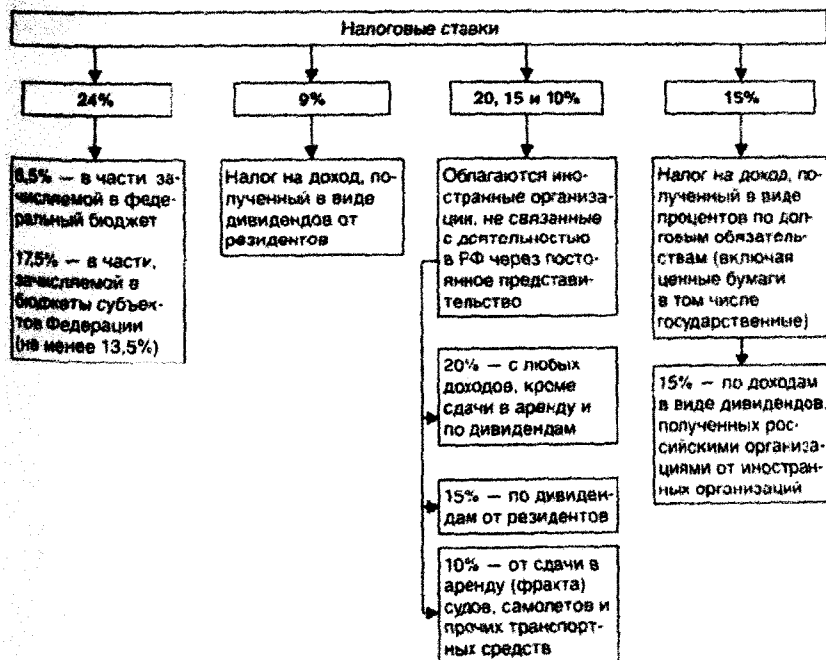 Налоговые ставки
24%
9%
20, 15 и 10%
15%
6,5% — в части за-
числяемой в феде-
ральный бюджет
17,5% — в части,
зачисляемой в
бюджеты субъек-
тов Федерации
(не менее 13,5%)
Налог на доход, по-
лученный в виде
дивидендов от
резидентов
Облагаются ино-
странные организа-
ции, не связанные
с деятельностью
в РФ через посто-
янное представи-
тельство
20% — с любых
доходов, кроме
сдачи в аренду и
по дивидендам
15% — по дивиден-
дам от резидентов
10% — от сдачи в
аренду (фрахта)
судов, самолетов и
прочих транспорт-
ных средств
Налог на доход, по-
лученный в виде
процентов по дол-
говым обязатель-
ствам (включая
ценные бумаги
в том числе
государственные)
15% — по доходам
в виде дивидендов,
полученных рос-
сийскими организа-
циями от иностран-
ных организаций